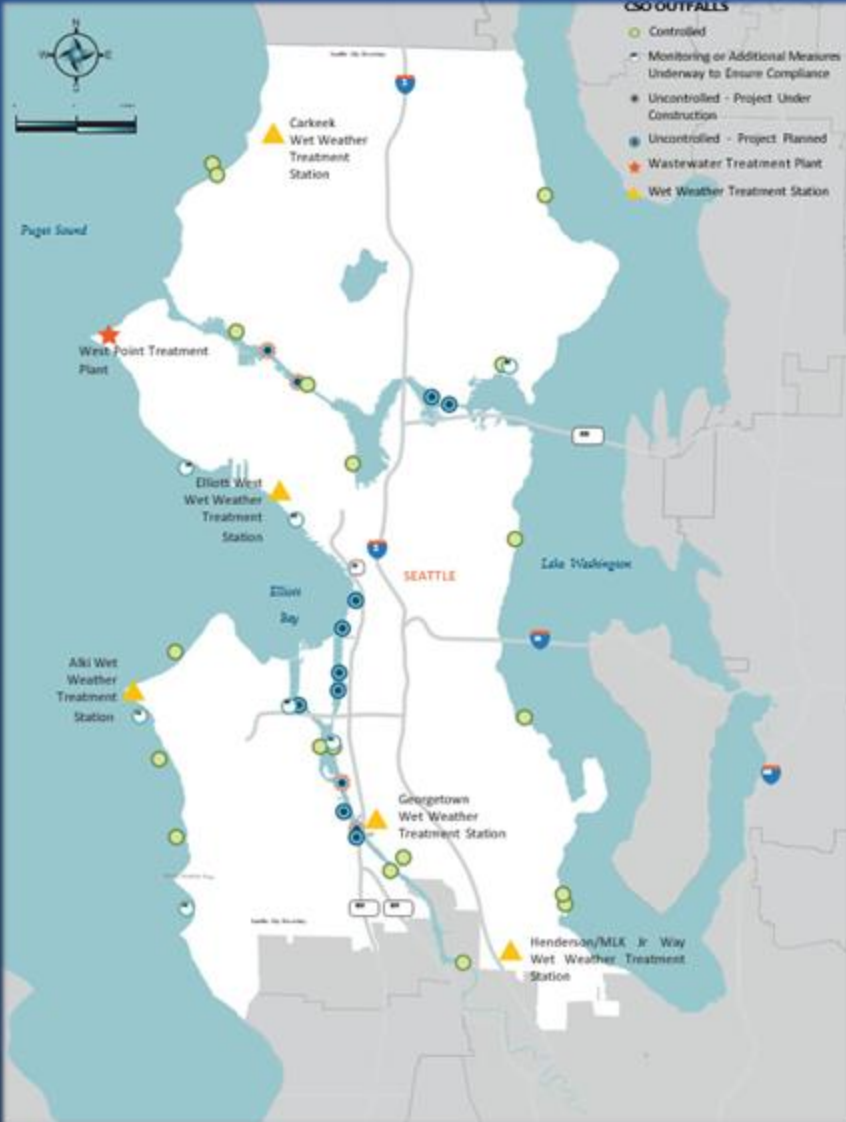 CSO OUTFALLS
Controlled
Monitoring or Additional Measures
Underway to Ensure Compliance
Uncontrolled - Project Under
Construction
Uncontrolled - Project Planned
Wastewater Treatment Plant
Wet Weather Treatment Station
N
W
E
S
Carkeek
Wet Weather
Treatment
Station
Puget Sound
West Point Treatment
Plant
Elliott West
Wet Weather
Treatment
Station
SEATTLE
Lake Washington
Elliott
Bay
Alki Wet
Weather
Treatment
Station
Georgetown
Wet Weather
Treatment Station
Henderson/MLK Jr Way
Wet Weather Treatment
Station